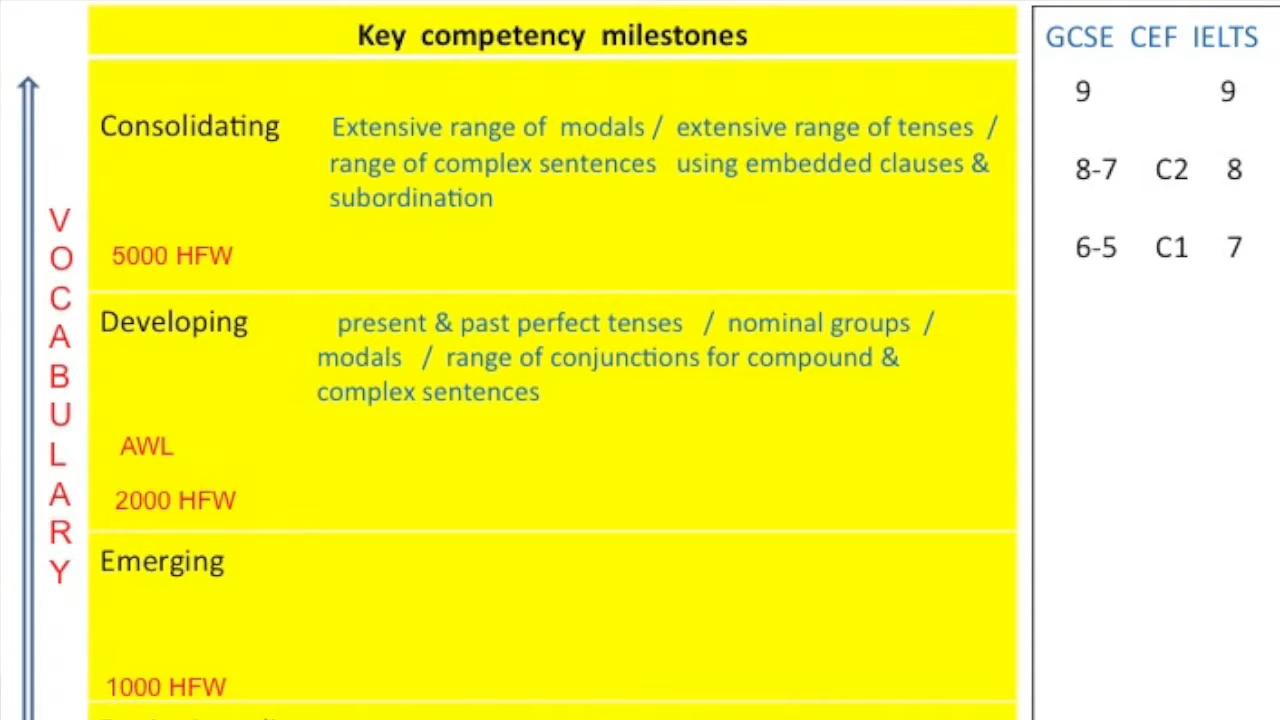 Key competency milestones
GCSE CEF IELTS
9 9
Consolidating Extensive range of modals / extensive range of tenses /
range of complex sentences using embedded clauses &
subordination
8-7 C2 8
6-5 C1 7
5000 HFW
VOCABULARY
Developing present & past perfect tenses / nominal groups /
modals / range of conjunctions for compound &
complex sentences
AWL
2000 HFW
Emerging
1000 HFW